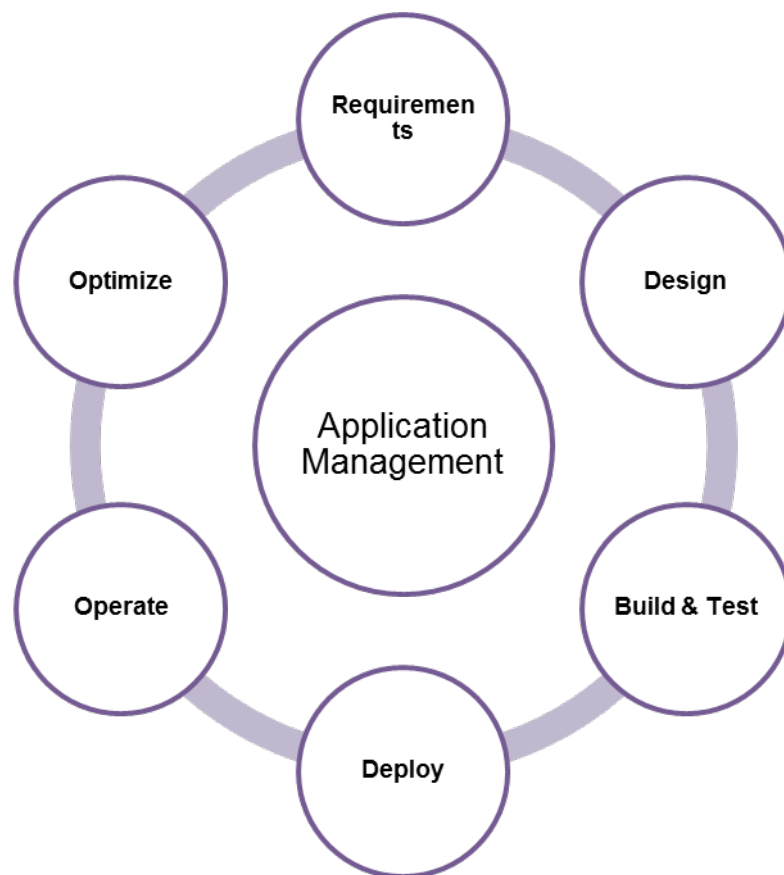 Requiremen
ts
Optimize
Design
Application
Management
Operate
Build & Test
Deploy